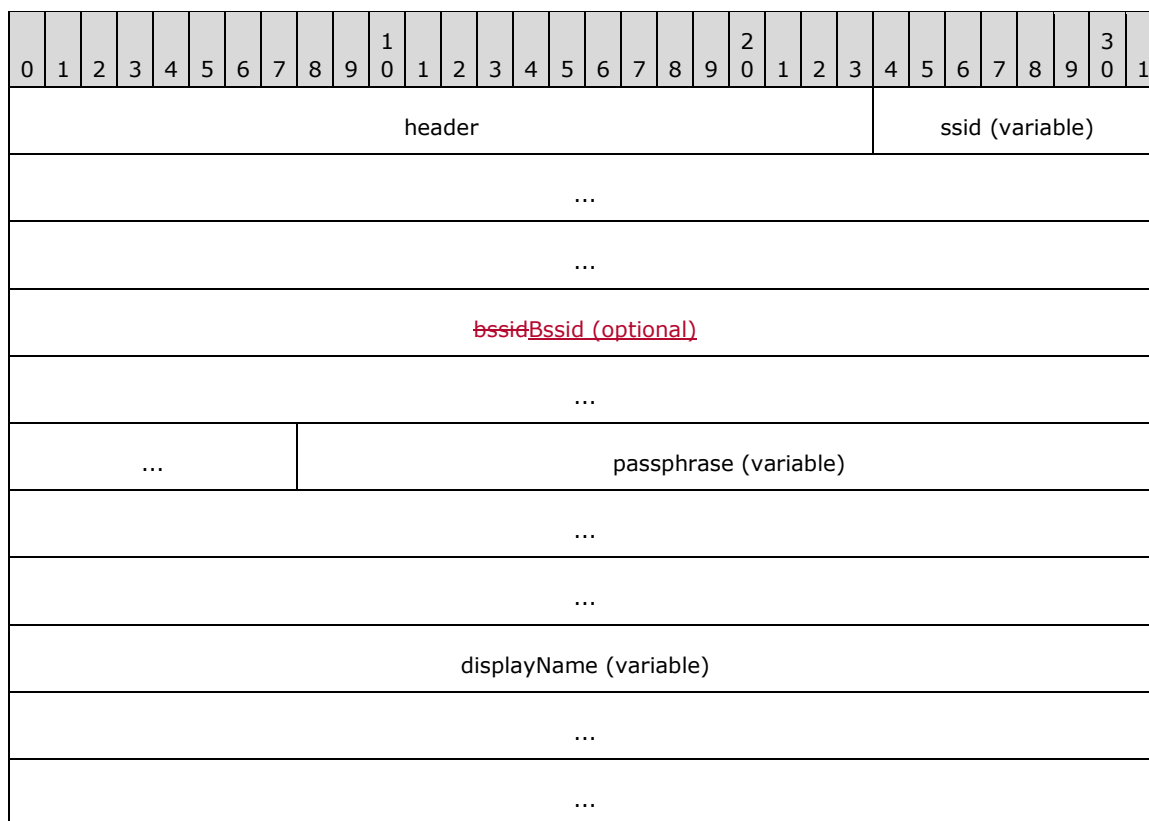 1 2 3
0 1 2 3 4 5 6 7 8 9 0 1 2 3 4 5 6 7 8 9 0 1 2 3 4 5 6 7 8 9 0 1
header ssid (variable)
...
...
bssidBssid (optional)
...
... passphrase (variable)
...
...
displayName (variable)
...
...